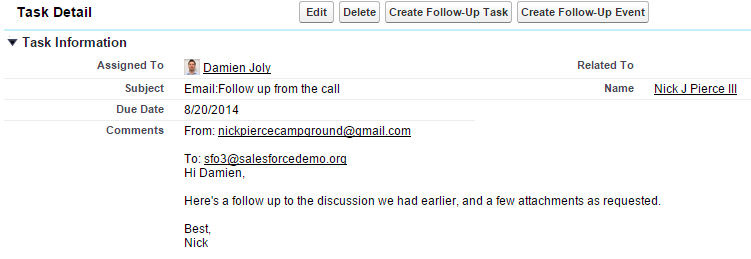 Task Detail
Edit Delete Create Follow-Up Task Create Follow-Up Event
Task Information
Assigned To Damien Joly Related To
Subject Email:Follow up from the call Name Nick J Pierce III
Due Date 8/20/2014
Comments From: nickpiercecampground@gmail.com
To: sfo3@salesforcedemo.org
Hi Damien,
Here's a follow up to the discussion we had earlier, and a few attachments as requested.
Best,
Nick